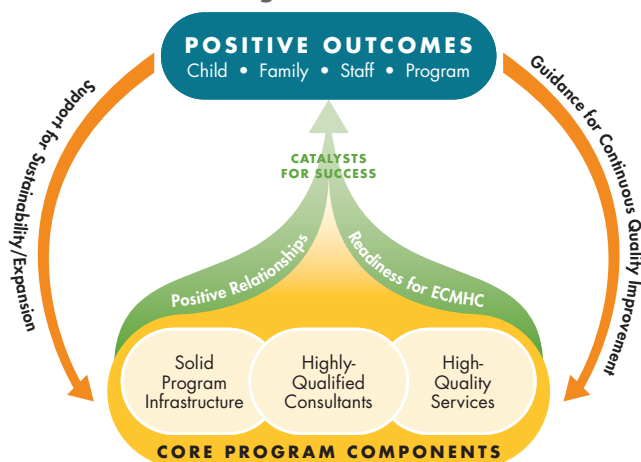 POSITIVE OUTCOMES
Child • Family • Staff • Program
Support for Sustainability/Expansion
Guidance for Continuous Quality Improvement
CATALYSTS
FOR SUCCESS
Positive Relationships
Readiness for ECMHC
Solid
Program
Infrastructure
Highly-
Qualified
Consultants
High-
Quality
Services
CORE PROGRAM COMPONENTS